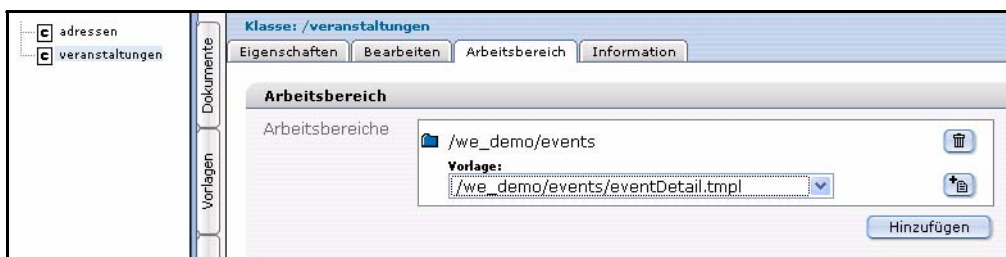 c adressen
c veranstaltungen
Dokumente
Vorlagen
Klasse: /veranstaltungen
Eigenschaften Bearbeiten Arbeitsbereich Information
Arbeitsbereich
Arbeitsbereiche
/we_demo/events
Vorlage:
/we_demo/events/eventDetail.tmpl
Hinzufügen